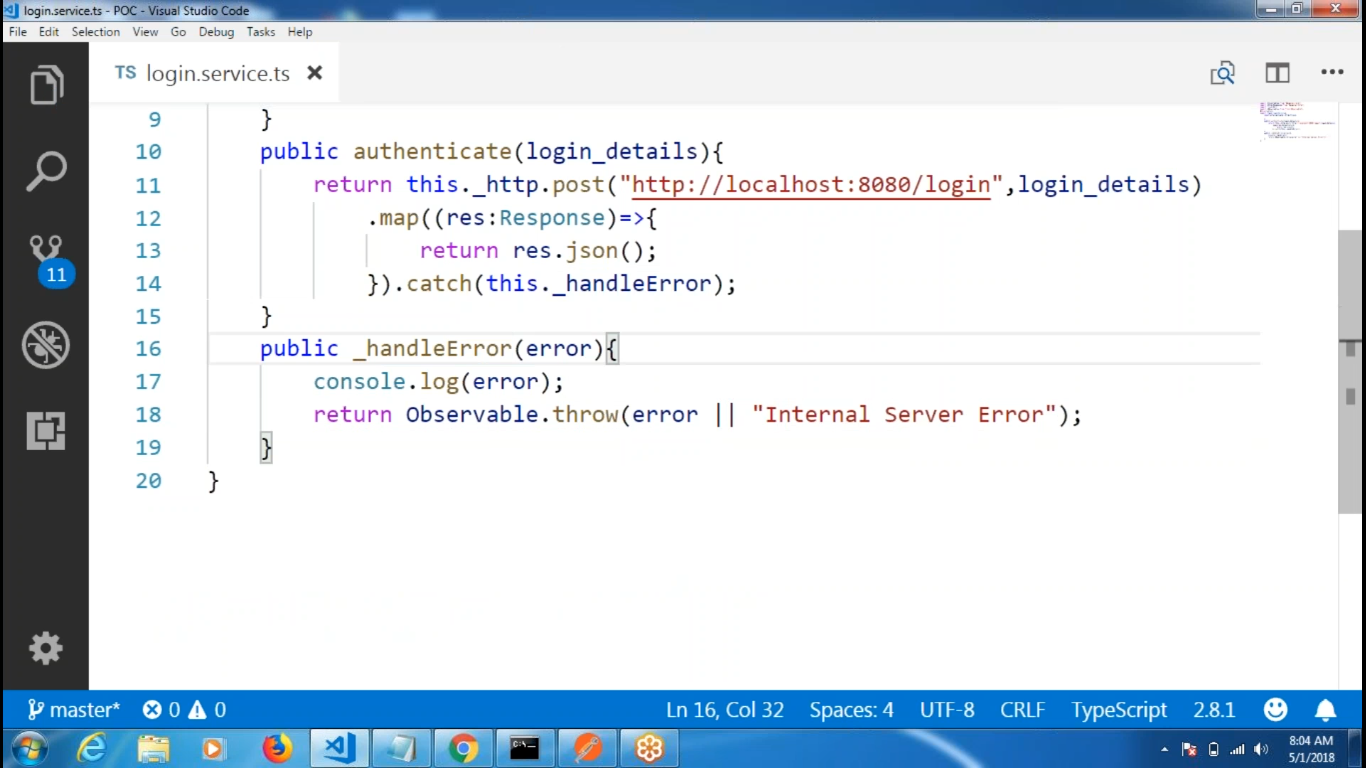 login.service.ts - POC - Visual Studio Code
File Edit Selection View Go Debug Tasks Help
TS login.service.ts
9 }
10 public authenticate(login_details){
11 return this._http.post("http://localhost:8080/login",login_details)
12 .map((res:Response)=>{
13 return res.json();
14 }).catch(this._handleError);
15 }
16 public _handleError(error){
17 console.log(error);
18 return Observable.throw(error || "Internal Server Error");
19 }
20 }
11
master* 0 0 Ln 16, Col 32 Spaces: 4 UTF-8 CRLF TypeScript 2.8.1
8:04 AM
5/1/2018